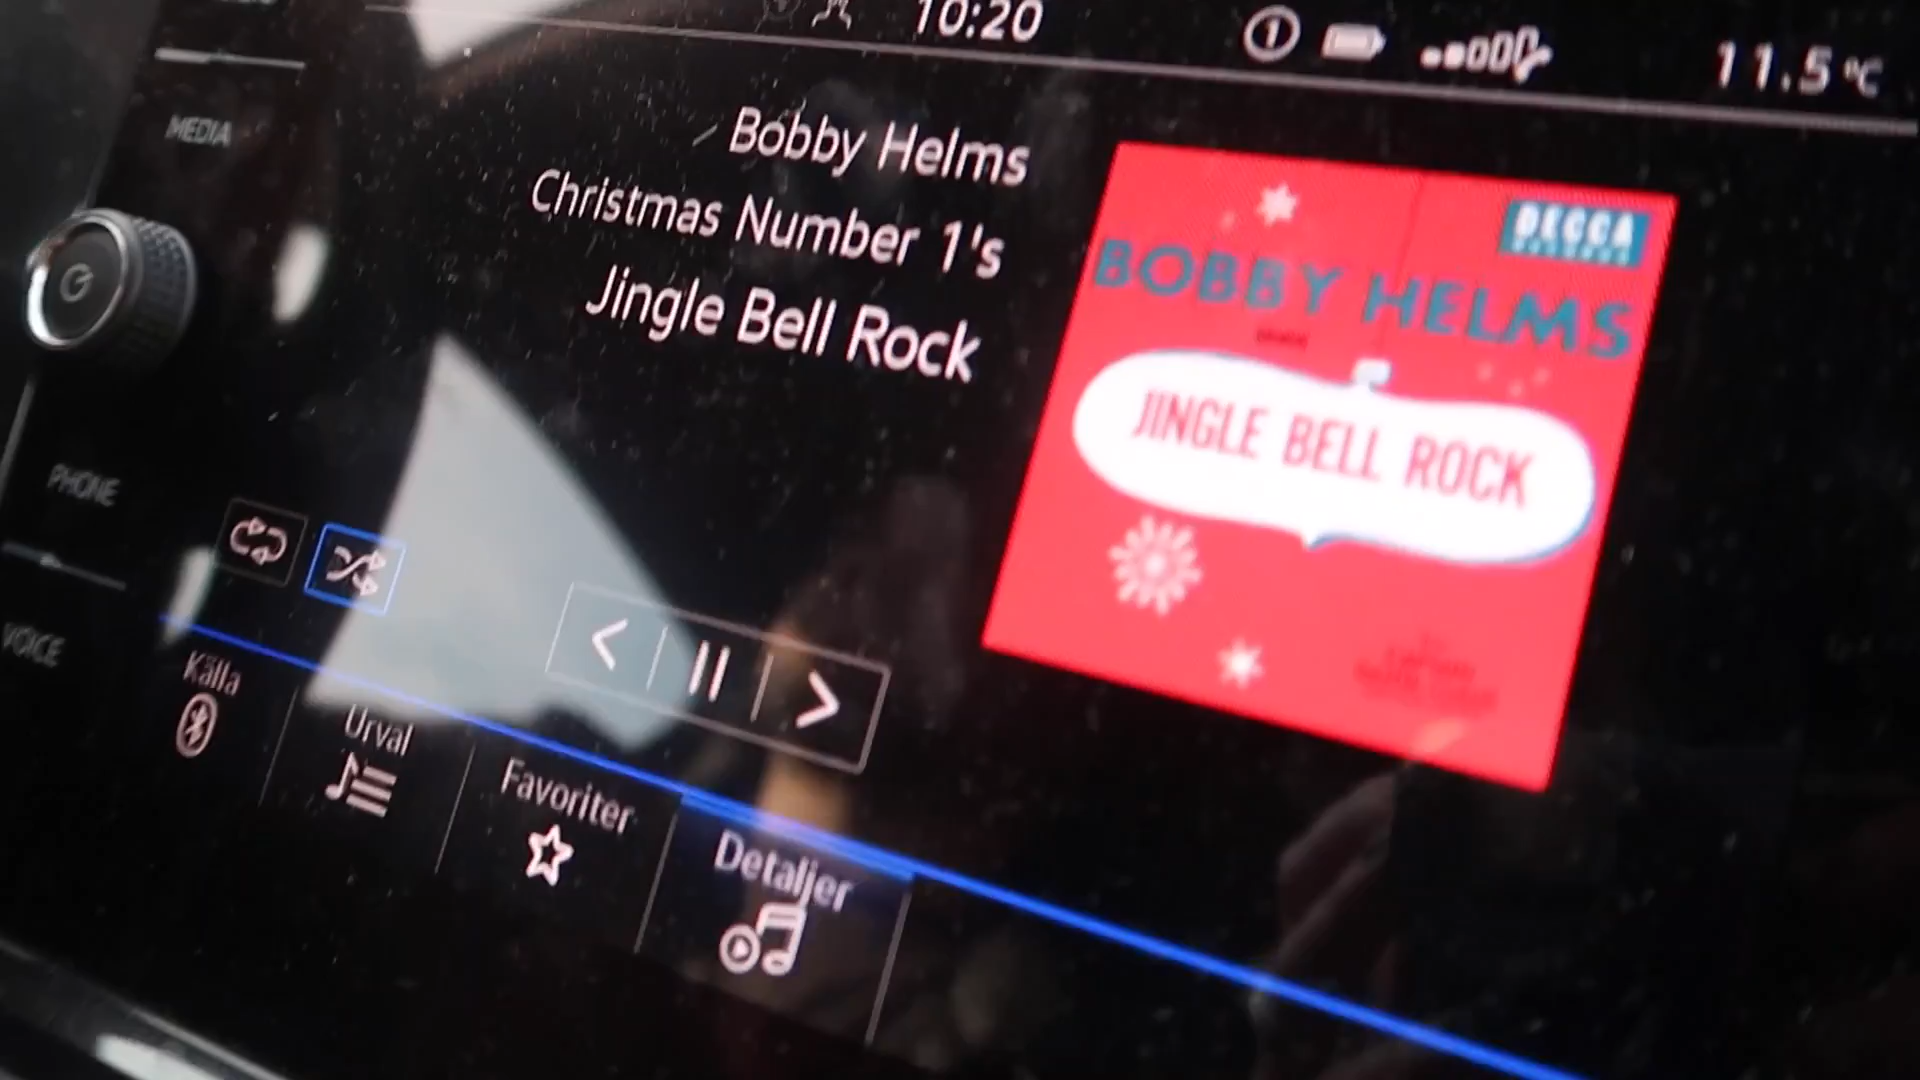 10:20
1
11.5°C
MEDIA
Bobby Helms
Christmas Number 1's
Jingle Bell Rock
DECCA
BOBBY HELMS
JINGLE BELL ROCK
PHONE
VOICE
Källa
Urval
Favoriter
Detaljer